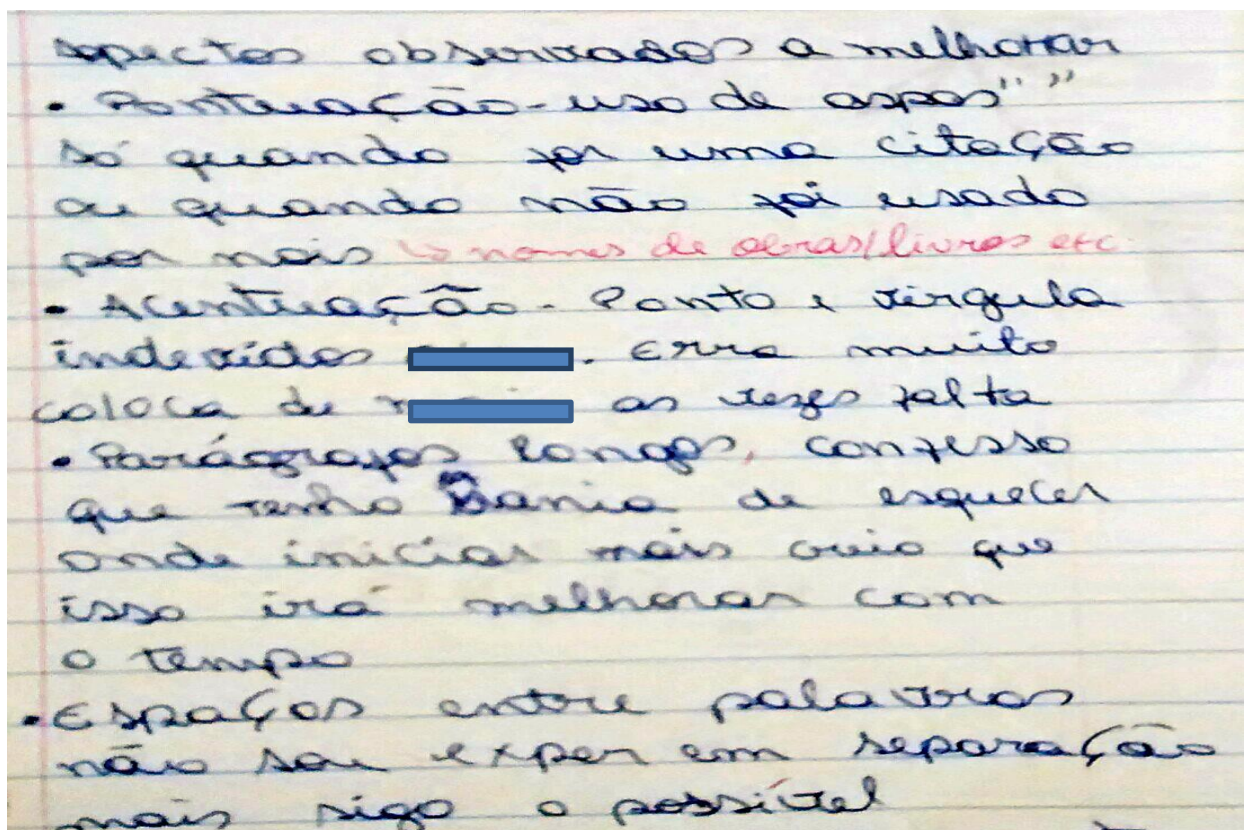 aspectos observados a melhorar
• Pontuação - uso de aspas " "
só quando for uma citação
ou quando não foi usado
por nois ↳ nomes de obras/livros etc.
• Acentuação - Ponto e virgula
indevidos . Erra muito
coloca de as vezes falta
• Parágrafos longos, confesso
que tenho mania de esquecer
onde iniciar mais creio que
isso irá melhorar com
o tempo
• Espaços entre palavras
não sou exper em separação
mais sigo o possível